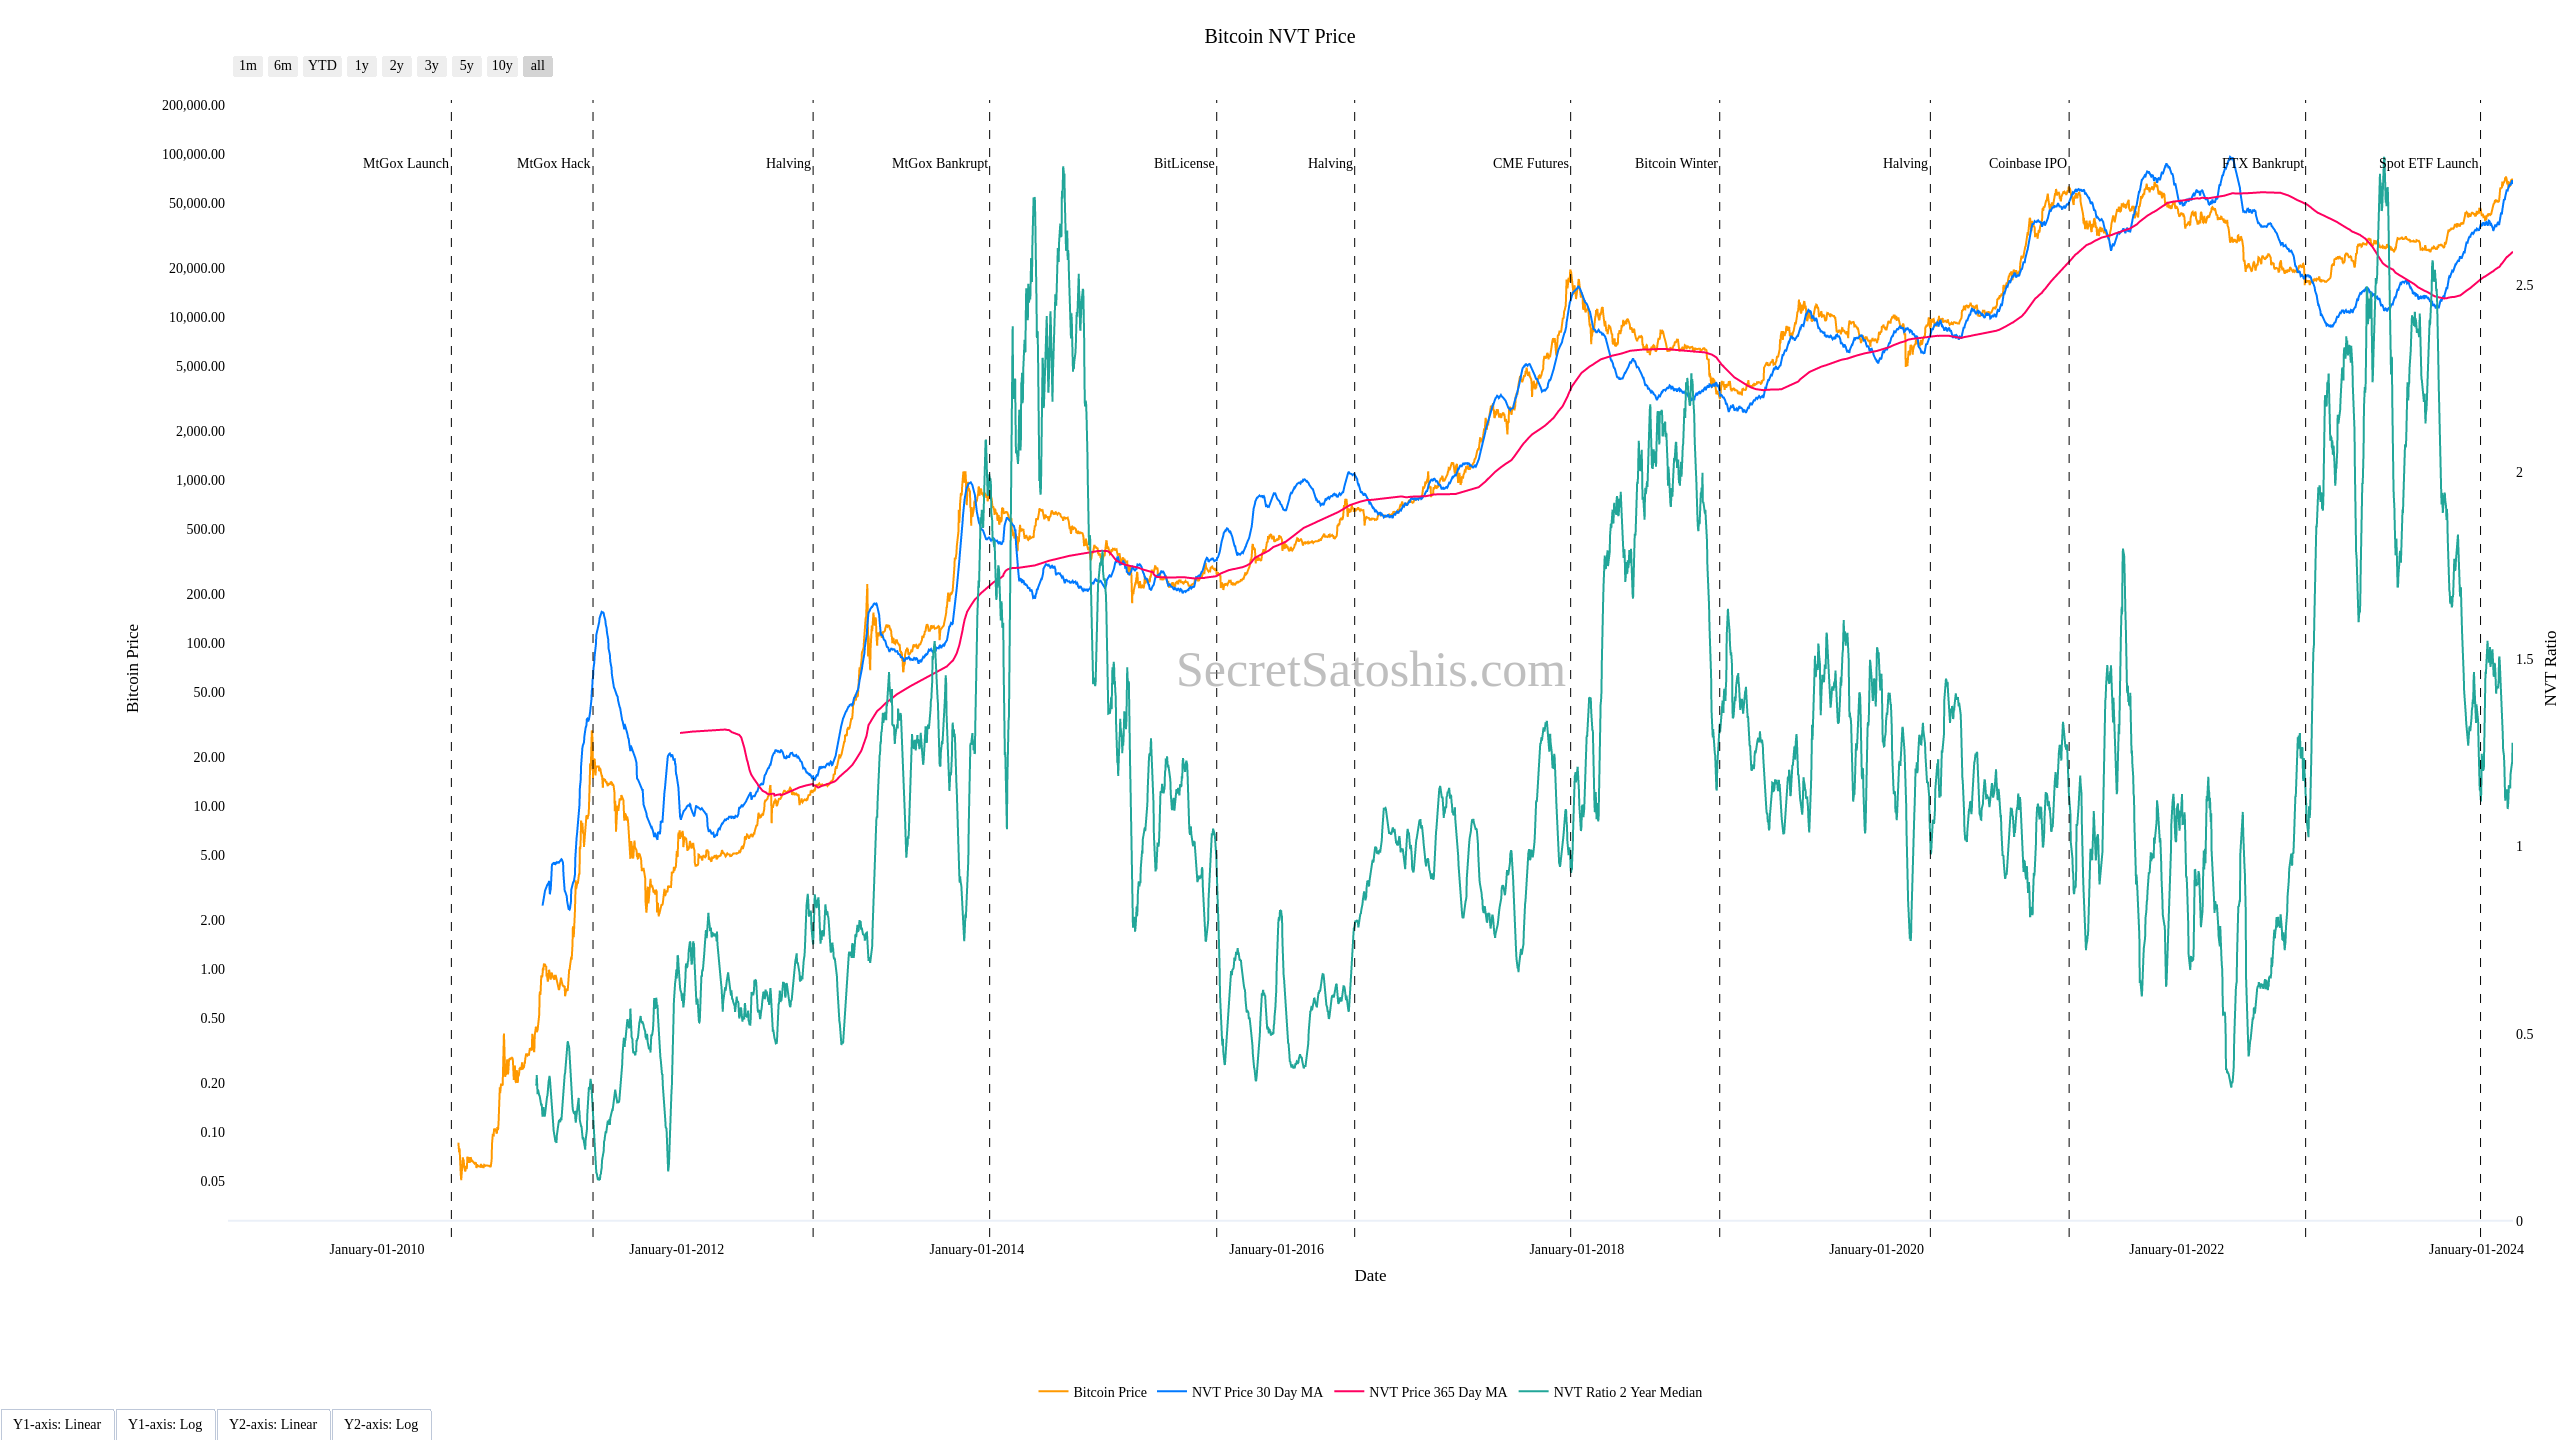 Bitcoin NVT Price
1m 6m YTD 1y 2y 3y 5y 10y all
200,000.00
100,000.00
50,000.00
20,000.00
10,000.00
5,000.00
2,000.00
1,000.00
500.00
200.00
100.00
50.00
20.00
10.00
5.00
2.00
1.00
0.50
0.20
0.10
0.05
Bitcoin Price
MtGox Launch MtGox Hack Halving MtGox Bankrupt BitLicense Halving CME Futures Bitcoin Winter Halving Coinbase IPO FTX Bankrupt Spot ETF Launch
SecretSatoshis.com
2.5
2
1.5
1
0.5
0
NVT Ratio
January-01-2010 January-01-2012 January-01-2014 January-01-2016 January-01-2018 January-01-2020 January-01-2022 January-01-2024
Date
Bitcoin Price NVT Price 30 Day MA NVT Price 365 Day MA NVT Ratio 2 Year Median
Y1-axis: Linear Y1-axis: Log Y2-axis: Linear Y2-axis: Log